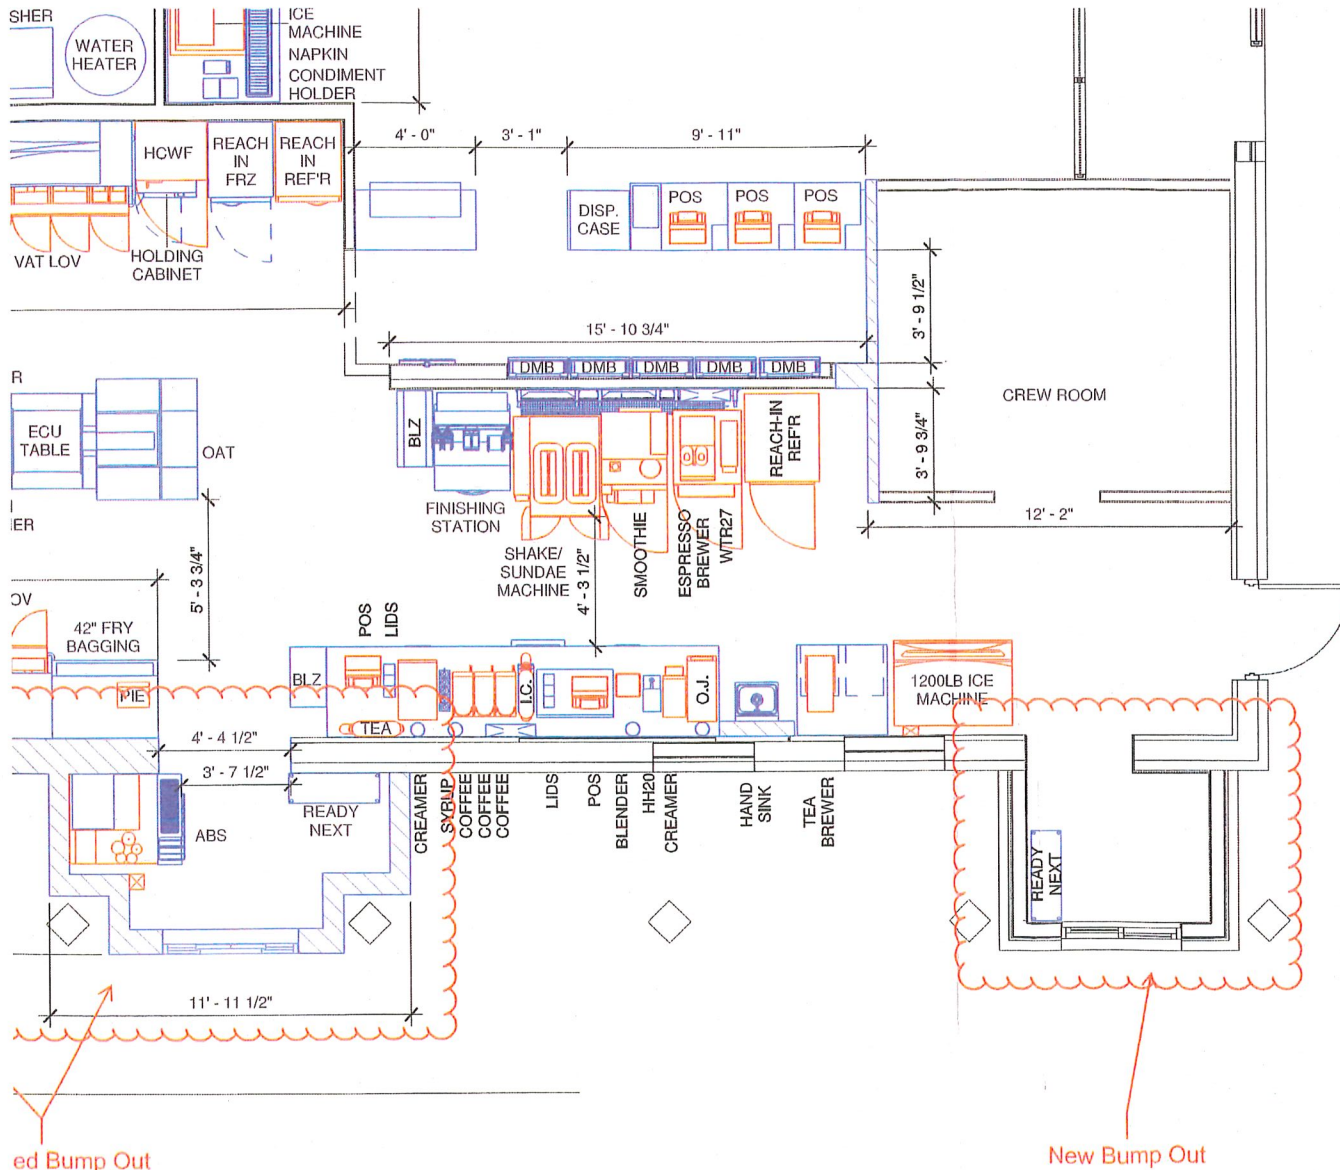 SHER
WATER
HEATER
ICE
MACHINE
NAPKIN
CONDIMENT
HOLDER
4' - 0"
3' - 1"
9' - 11"
HCWF
REACH
IN
FRZ
REACH
IN
REF'R
DISP.
CASE
POS
POS
POS
VAT LOV
HOLDING
CABINET
3' - 9 1/2"
15' - 10 3/4"
DMB
DMB
DMB
DMB
DMB
R
ECU
TABLE
OAT
BLZ
REACH-IN
REF'R
CREW ROOM
3' - 9 3/4"
FINISHING
STATION
12' - 2"
SHAKE/
SUNDAE
MACHINE
4' - 3 1/2"
SMOOTHIE
ESPRESSO
BREWER
WTR27
5' - 3 3/4"
OV
42" FRY
BAGGING
PIE
POS
LIDS
BLZ
TEA
I.C.
O.J.
1200LB ICE
MACHINE
4' - 4 1/2"
3' - 7 1/2"
ABS
READY
NEXT
CREAMER
SYRUP
COFFEE
COFFEE
COFFEE
LIDS
POS
BLENDER
HH20
CREAMER
HAND
SINK
TEA
BREWER
READY
NEXT
11' - 11 1/2"
ed Bump Out
New Bump Out